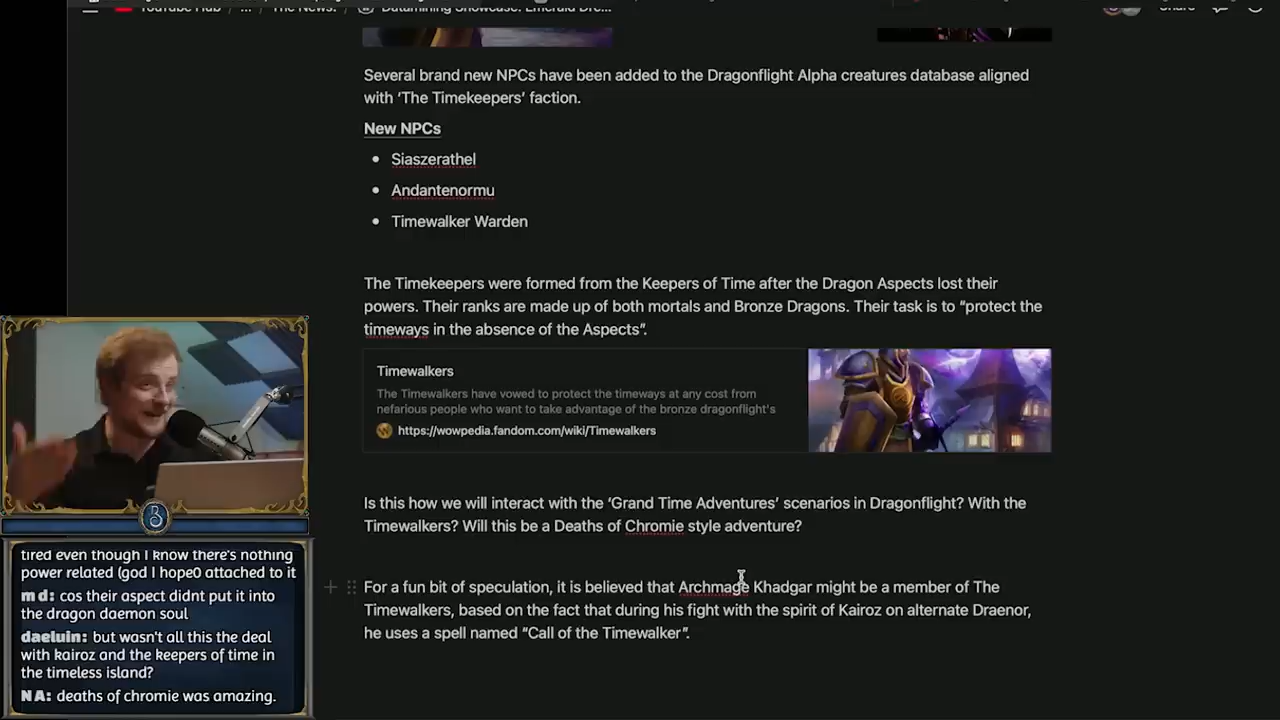 YouTube Hub / ... / The News! / Datamining Showcase: Emerald Dre...
Share
Several brand new NPCs have been added to the Dragonflight Alpha creatures database aligned
with ‘The Timekeepers’ faction.
New NPCs
Siaszerathel
Andantenormu
Timewalker Warden
The Timekeepers were formed from the Keepers of Time after the Dragon Aspects lost their
powers. Their ranks are made up of both mortals and Bronze Dragons. Their task is to “protect the
timeways in the absence of the Aspects”.
Timewalkers
The Timewalkers have vowed to protect the timeways at any cost from
nefarious people who want to take advantage of the bronze dragonflight's
https://wowpedia.fandom.com/wiki/Timewalkers
Is this how we will interact with the ‘Grand Time Adventures’ scenarios in Dragonflight? With the
Timewalkers? Will this be a Deaths of Chromie style adventure?
For a fun bit of speculation, it is believed that Archmage Khadgar might be a member of The
Timewalkers, based on the fact that during his fight with the spirit of Kairoz on alternate Draenor,
he uses a spell named “Call of the Timewalker”.
tired even though I know there's nothing
power related (god I hope0 attached to it
m d: cos their aspect didnt put it into
the dragon daemon soul
daeluin: but wasn't all this the deal
with kairoz and the keepers of time in
the timeless island?
N A: deaths of chromie was amazing.